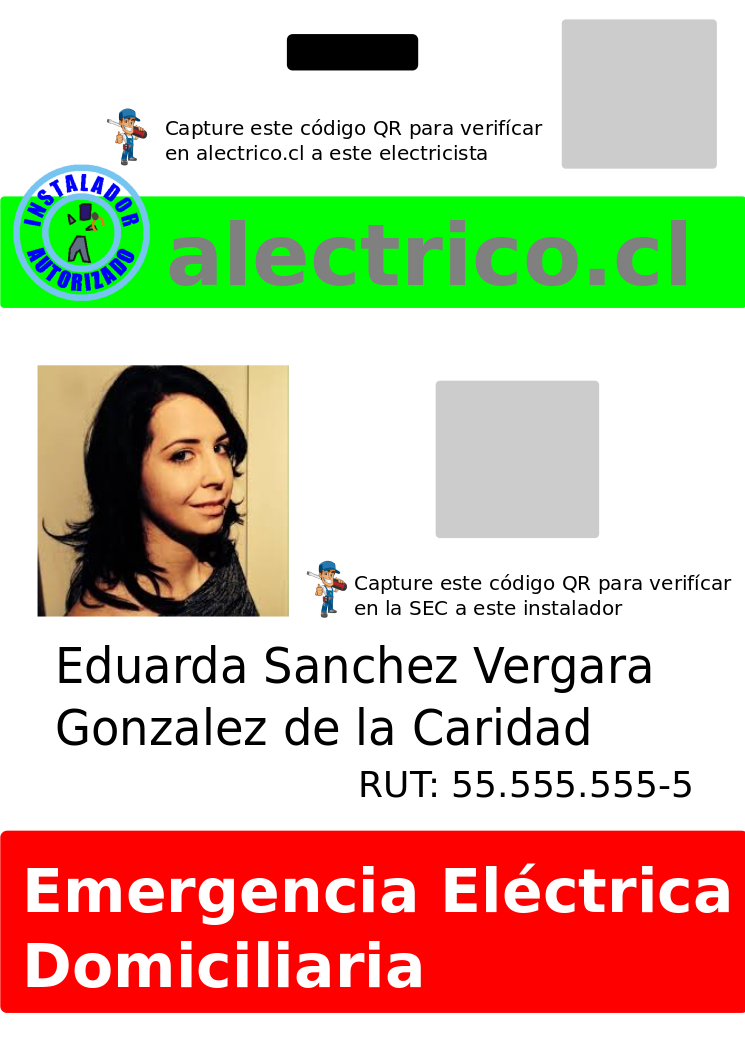 Capture este código QR para verifícar
en alectrico.cl a este electricista
INSTALADOR
AUTORIZADO
alectrico.cl
Capture este código QR para verifícar
en la SEC a este instalador
Eduarda Sanchez Vergara
Gonzalez de la Caridad
RUT: 55.555.555-5
Emergencia Eléctrica
Domiciliaria